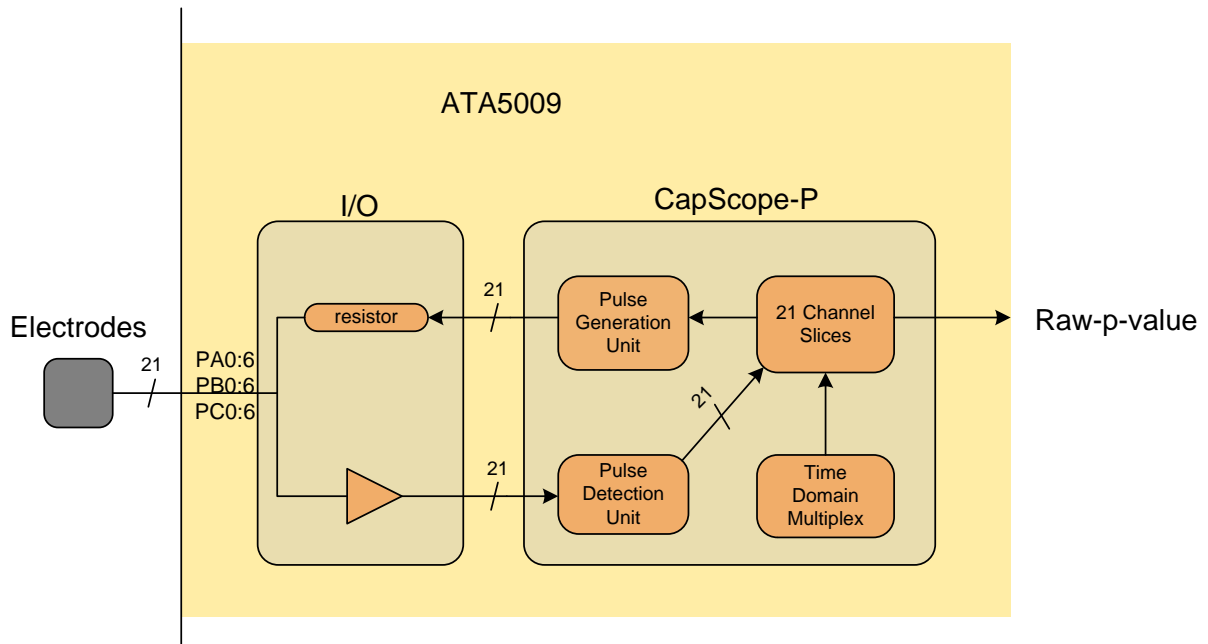 ATA5009
I/O
CapScope-P
Electrodes
21
PA0:6
PB0:6
PC0:6
resistor
21
Pulse
Generation
Unit
21 Channel
Slices
Raw-p-value
21
21
Pulse
Detection
Unit
Time
Domain
Multiplex